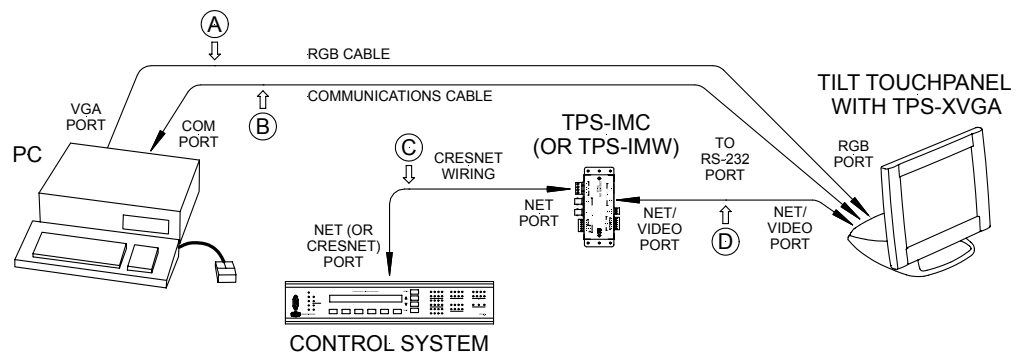 A
RGB CABLE
COMMUNICATIONS CABLE
B
VGA
PORT
COM
PORT
PC
TILT TOUCHPANEL
WITH TPS-XVGA
TPS-IMC
(OR TPS-IMW)
C
CRESNET
WIRING
TO
RS-232
PORT
RGB
PORT
NET
PORT
NET/
VIDEO
PORT
D
NET/
VIDEO
PORT
NET (OR
CRESNET)
PORT
CONTROL SYSTEM